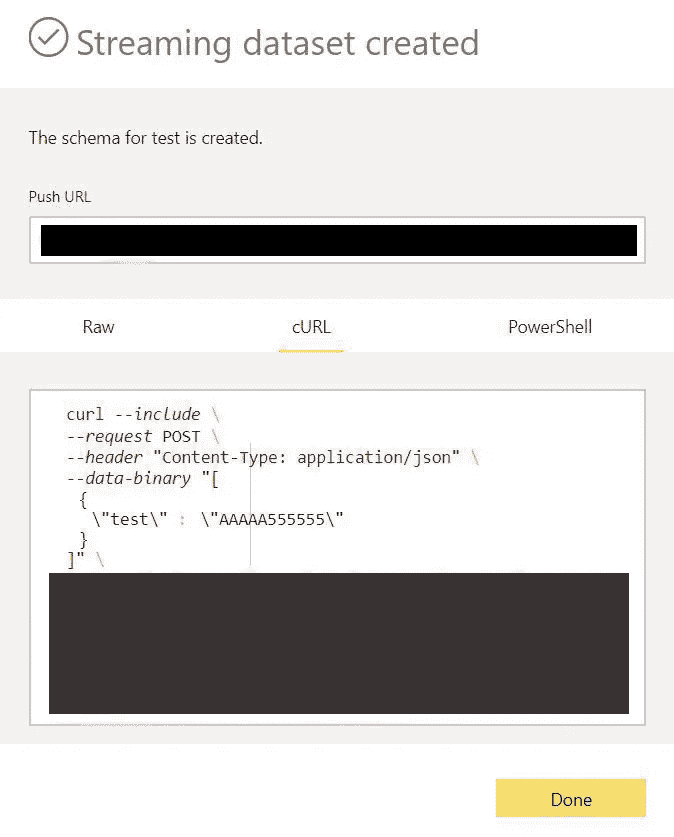 Streaming dataset created
The schema for test is created.
Push URL
Raw cURL PowerShell
curl --include \
--request POST \
--header "Content-Type: application/json" \
--data-binary "[
{
\"test\" : \"AAAAA555555\"
}
]" \
Done